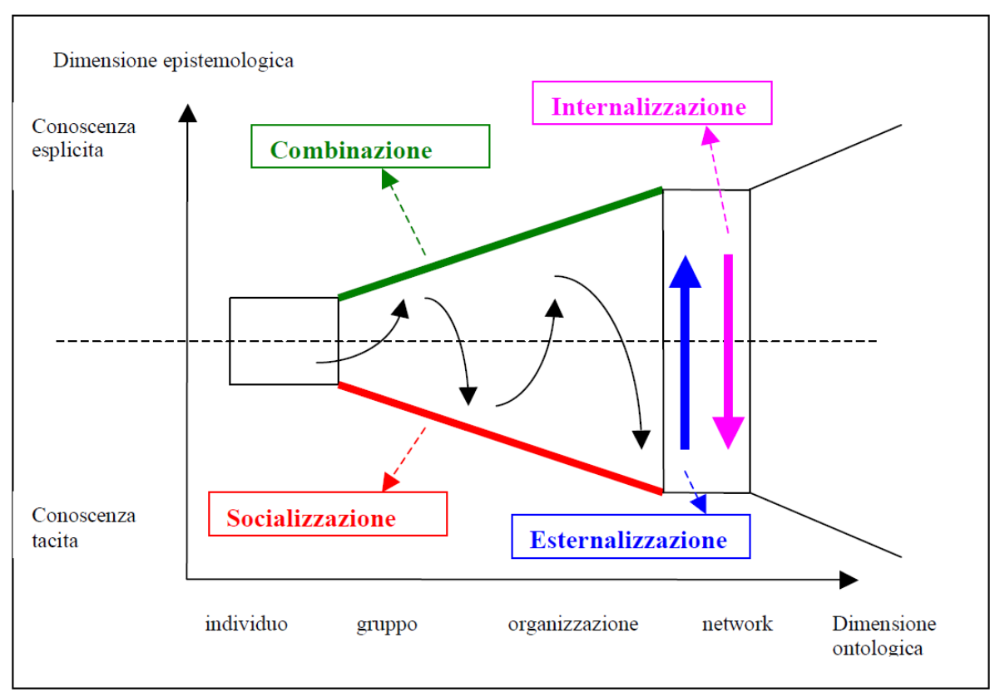 Dimensione epistemologica
Internalizzazione
Conoscenza
esplicita
Combinazione
Socializzazione
Conoscenza
tacita
Esternalizzazione
individuo
gruppo
organizzazione
network
Dimensione
ontologica